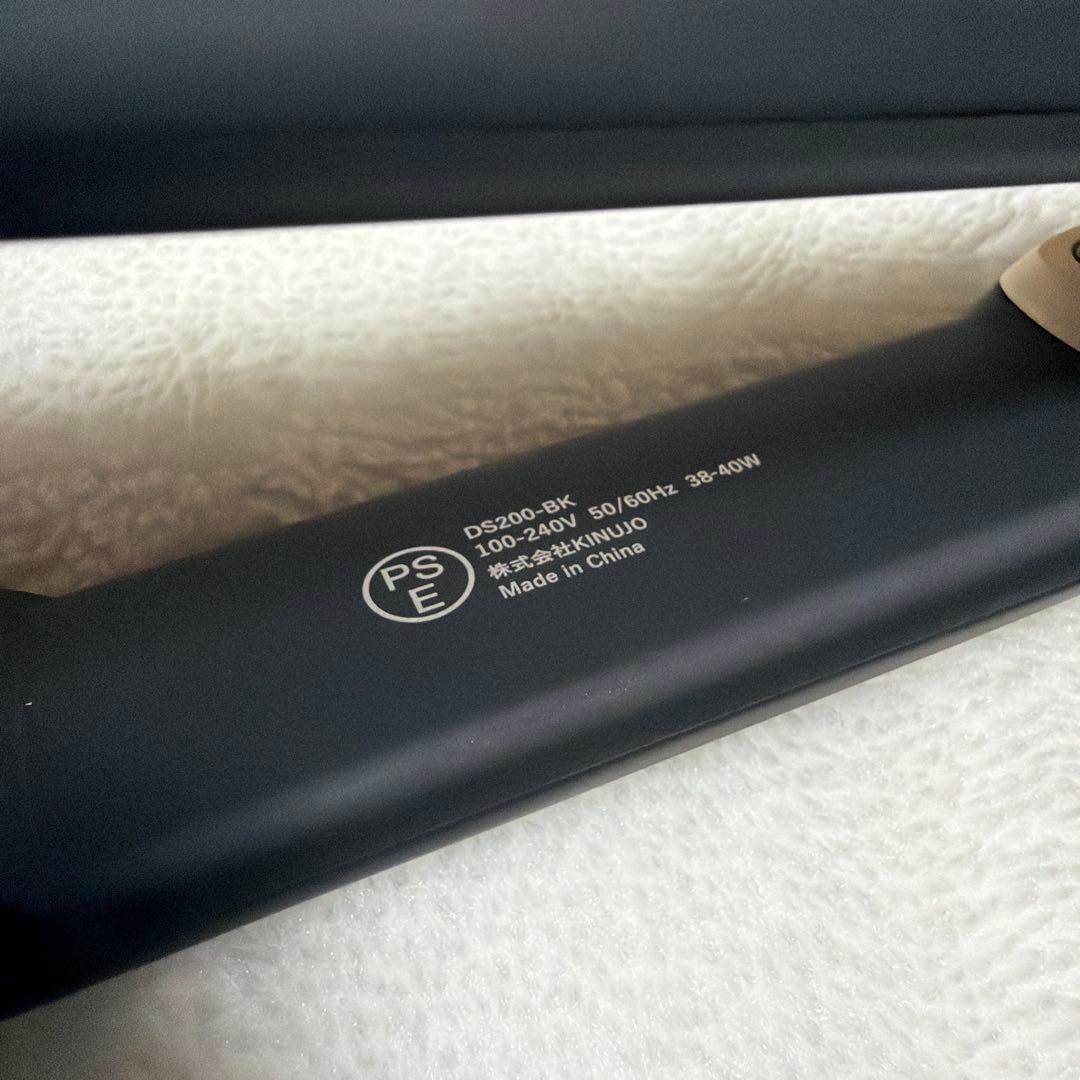 PS
E
DS200-BK
100-240V 50/60Hz 38-40W
株式会社KINUJO
Made in China